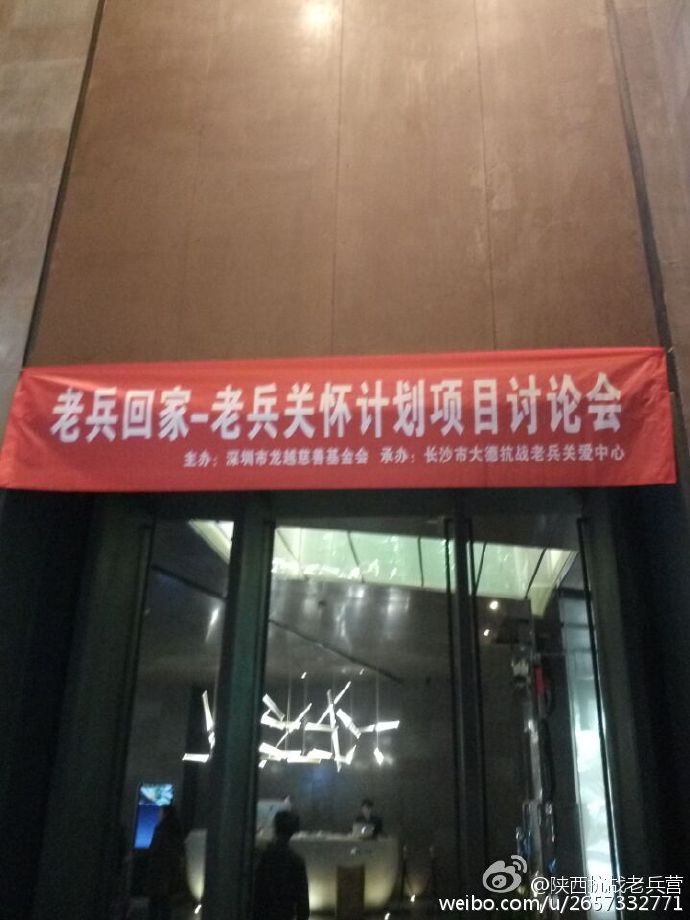 老兵回家-老兵关怀计划项目讨论会
主办：深圳市龙越慈善基金会 承办：长沙市大德抗战老兵关爱中心
@陕西抗战老兵营
weibo.com/u/2657332771